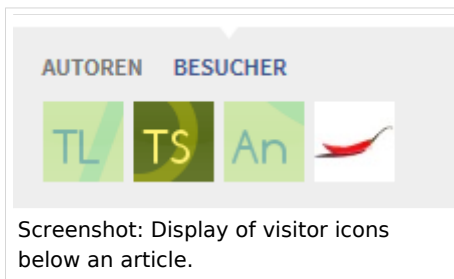 AUTOREN BESUCHER
TL TS An
Screenshot: Display of visitor icons
below an article.